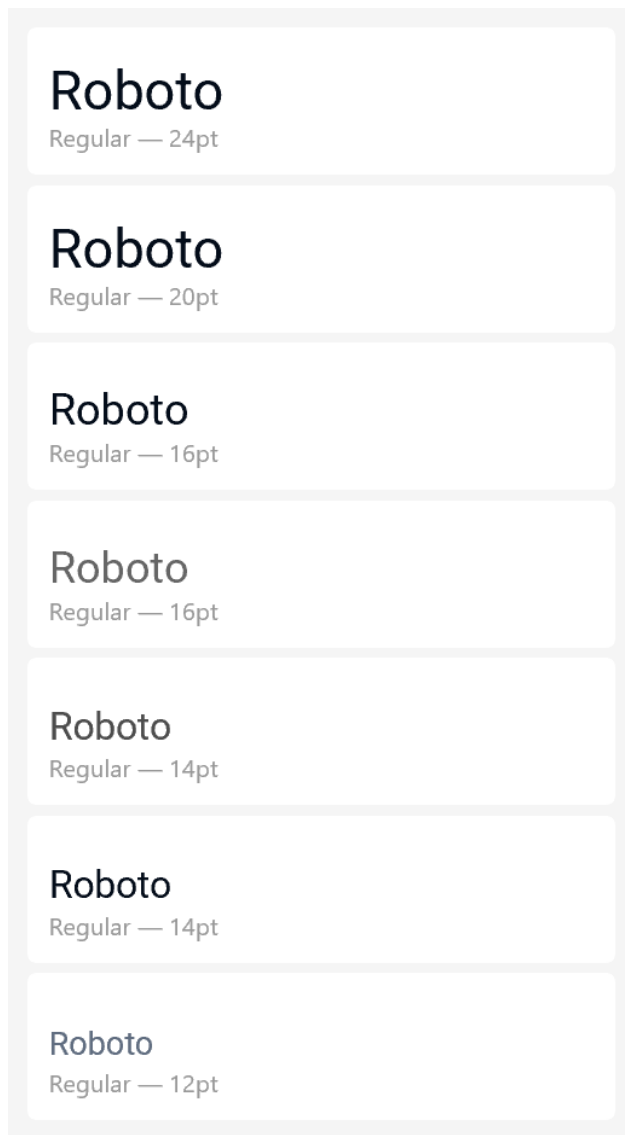 Roboto
Regular — 24pt
Roboto
Regular — 20pt
Roboto
Regular — 16pt
Roboto
Regular — 16pt
Roboto
Regular — 14pt
Roboto
Regular — 14pt
Roboto
Regular — 12pt